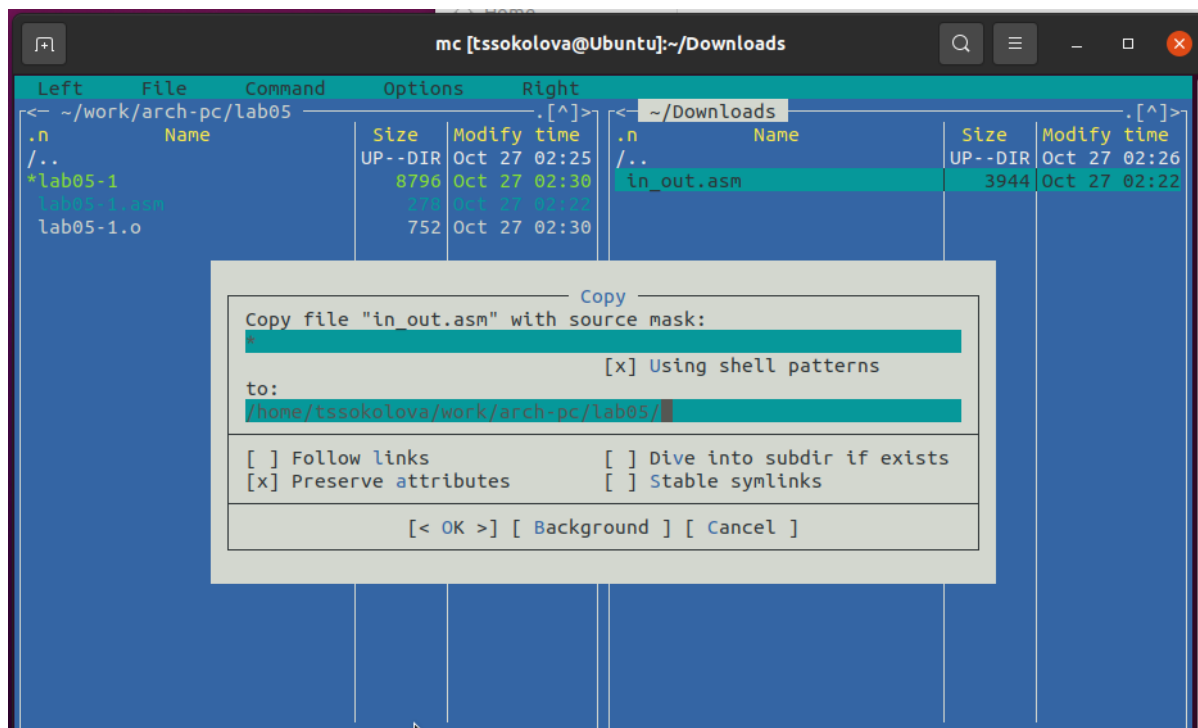 Home
mc [tssokolova@Ubuntu]:~/Downloads
Left File Command Options Right
<─ ~/work/arch-pc/lab05 ─.[^]>
<─ ~/Downloads ─.[^]>
.n Name Size Modify time
.n Name Size Modify time
/.. UP--DIR Oct 27 02:25
/.. UP--DIR Oct 27 02:26
*lab05-1 8796 Oct 27 02:30
in_out.asm 3944 Oct 27 02:22
lab05-1.asm 278 Oct 27 02:22
lab05-1.o 752 Oct 27 02:30
Copy
Copy file "in_out.asm" with source mask:
*
[x] Using shell patterns
to:
/home/tssokolova/work/arch-pc/lab05/
[ ] Follow links [ ] Dive into subdir if exists
[x] Preserve attributes [ ] Stable symlinks
[< OK >] [ Background ] [ Cancel ]